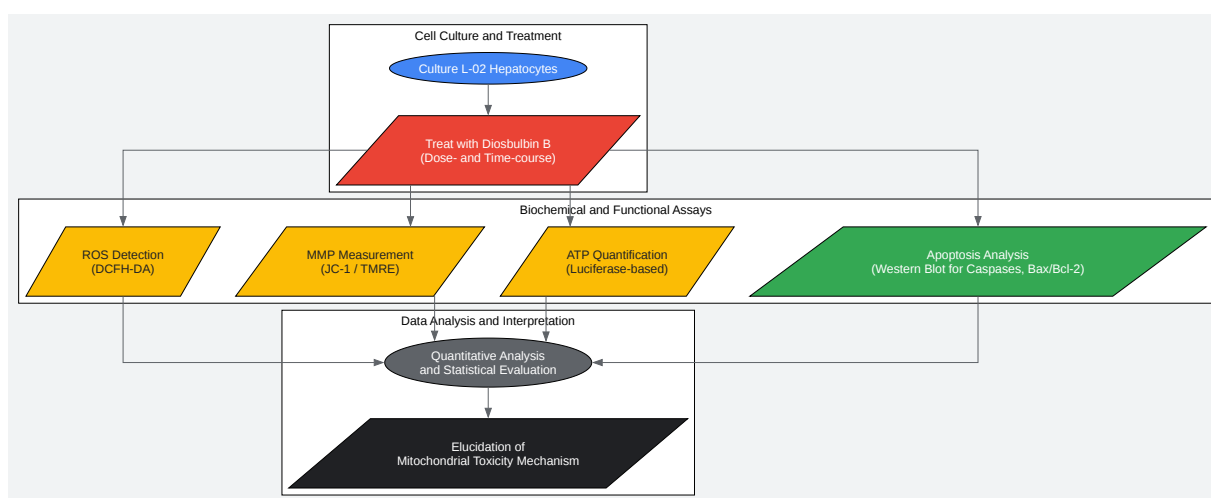 Cell Culture and Treatment
Culture L-02 Hepatocytes
Treat with Diosbulbin B
(Dose- and Time-course)
Biochemical and Functional Assays
ROS Detection
(DCFH-DA)
MMP Measurement
(JC-1 / TMRE)
ATP Quantification
(Luciferase-based)
Apoptosis Analysis
(Western Blot for Caspases, Bax/Bcl-2)
Data Analysis and Interpretation
Quantitative Analysis
and Statistical Evaluation
Elucidation of
Mitochondrial Toxicity Mechanism